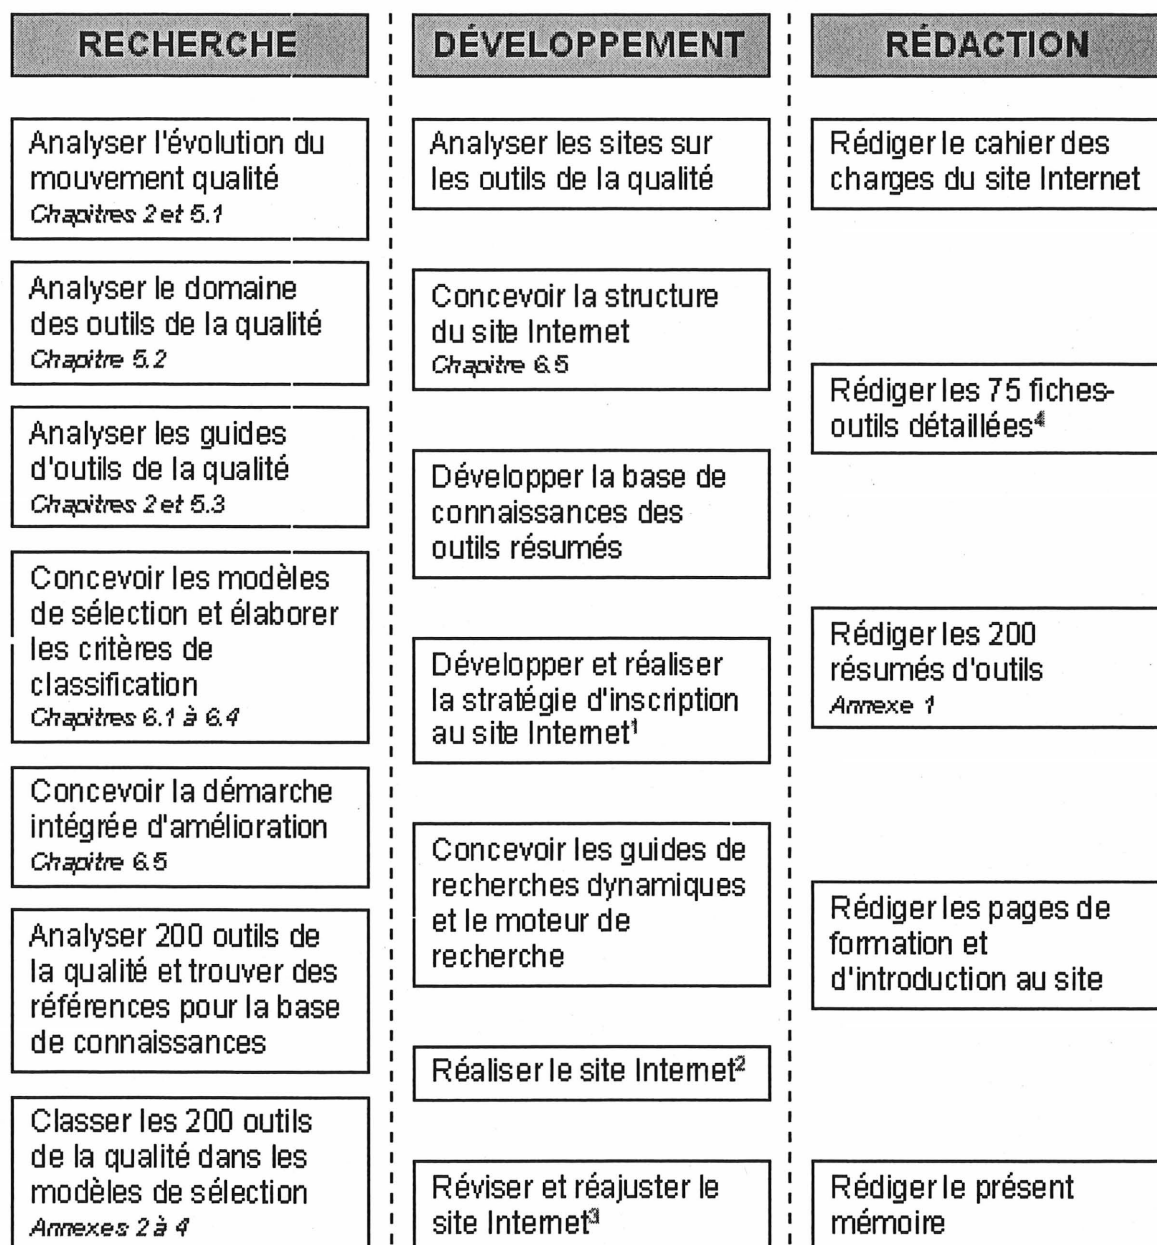 RECHERCHE
Analyser l'évolution du
mouvement qualité
Chapitres 2 et 5.1
Analyser le domaine
des outils de la qualité
Chapitre 5.2
Analyser les guides
d'outils de la qualité
Chapitres 2 et 5.3
Concevoir les modèles
de sélection et élaborer
les critères de
classification
Chapitres 6.1 à 6.4
Concevoir la démarche
intégrée d'amélioration
Chapitre 6.5
Analyser 200 outils de
la qualité et trouver des
références pour la base
de connaissances
Classer les 200 outils
de la qualité dans les
modèles de sélection
Annexes 2 à 4
DÉVELOPPEMENT
Analyser les sites sur
les outils de la qualité
Concevoir la structure
du site Internet
Chapitre 6.5
Développer la base de
connaissances des
outils résumés
Développer et réaliser
la stratégie d'inscription
au site Internet¹
Concevoir les guides de
recherches dynamiques
et le moteur de
recherche
Réaliser le site Internet²
Réviser et réajuster le
site Internet³
RÉDACTION
Rédiger le cahier des
charges du site Internet
Rédiger les 75 fiches-
outils détaillées⁴
Rédiger les 200
résumés d'outils
Annexe 1
Rédiger les pages de
formation et
d'introduction au site
Rédiger le présent
mémoire